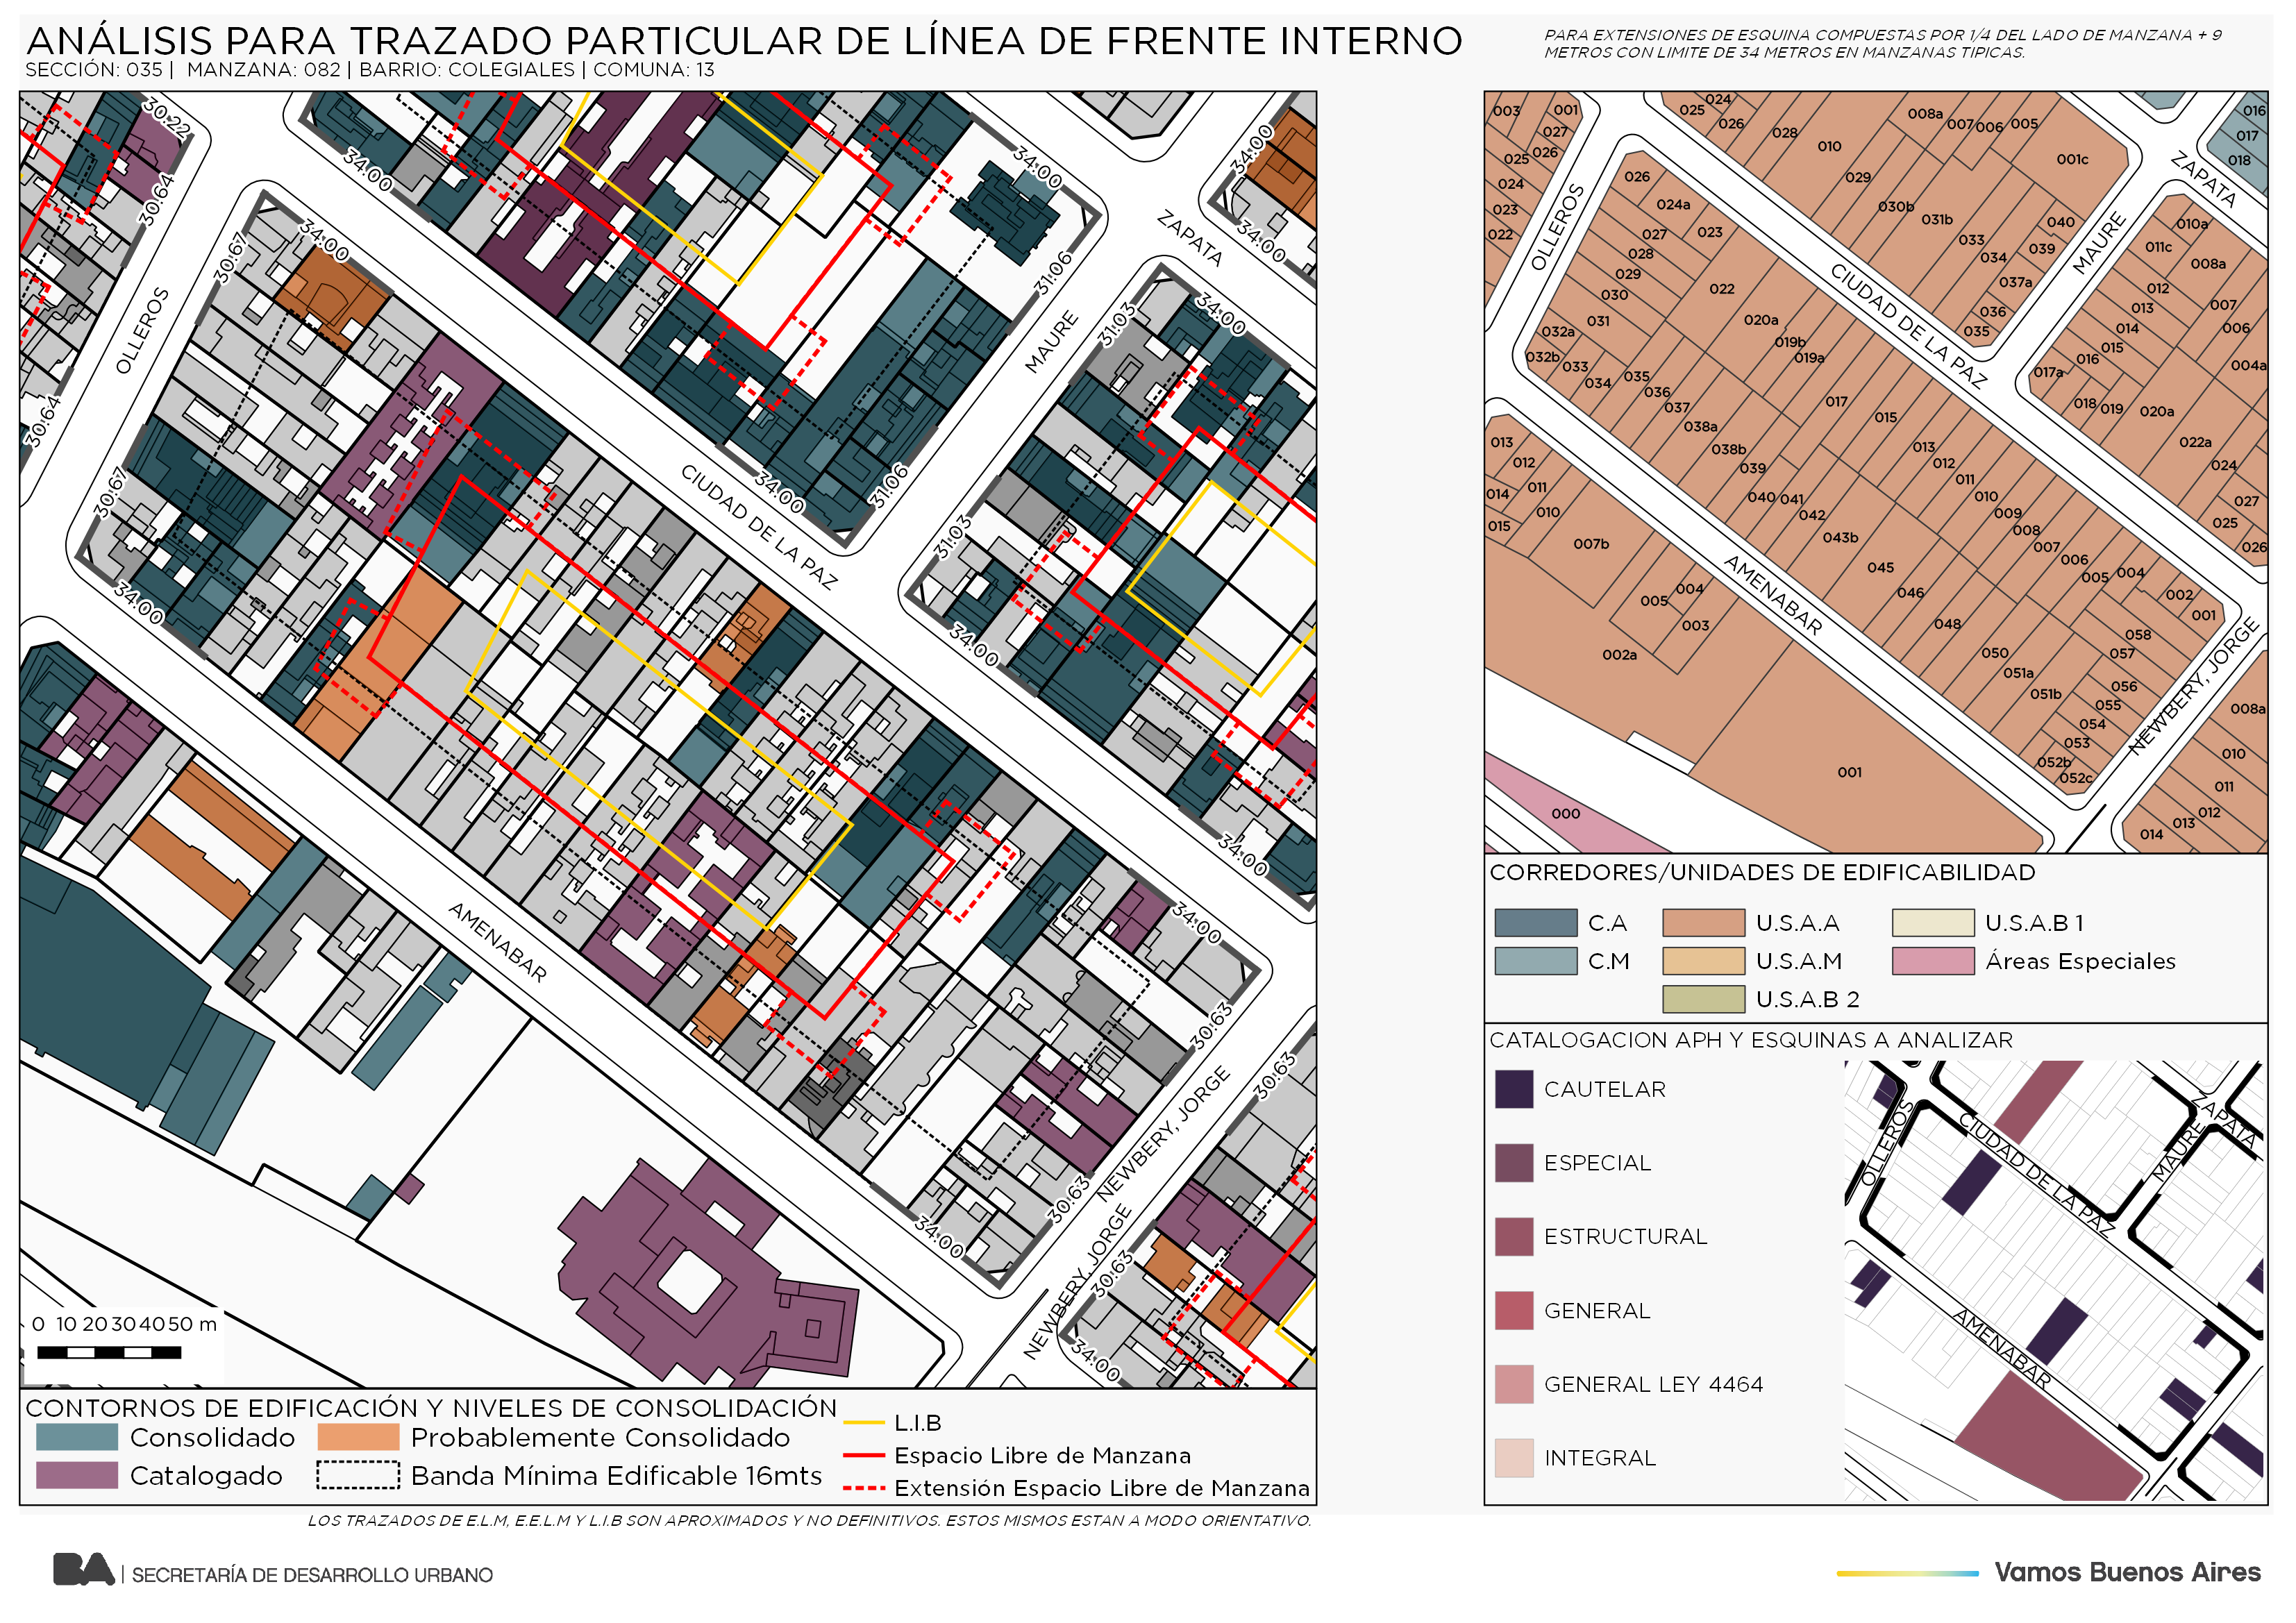 ANÁLISIS PARA TRAZADO PARTICULAR DE LÍNEA DE FRENTE INTERNO
SECCIÓN: 035 | MANZANA: 082 | BARRIO: COLEGIALES | COMUNA: 13
PARA EXTENSIONES DE ESQUINA COMPUESTAS POR 1/4 DEL LADO DE MANZANA + 9
METROS CON LIMITE DE 34 METROS EN MANZANAS TIPICAS.
30.22
30.64
34.00
34.00
34.00
34.00
ZAPATA
30.67
34.00
31.06
31.03
34.00
OLLEROS
MAURE
30.64
30.67
CIUDAD DE LA PAZ
34.00
31.06
31.03
34.00
34.00
34.00
AMENABAR
34.00
30.63
NEWBERY, JORGE
30.63
30.63
34.00
NEWBERY, JORGE
30.63
34.00
0 10 20 30 40 50 m
CONTORNOS DE EDIFICACIÓN Y NIVELES DE CONSOLIDACIÓN
Consolidado
Probablemente Consolidado
Catalogado
Banda Mínima Edificable 16mts
L.I.B
Espacio Libre de Manzana
Extensión Espacio Libre de Manzana
LOS TRAZADOS DE E.L.M, E.E.L.M Y L.I.B SON APROXIMADOS Y NO DEFINITIVOS. ESTOS MISMOS ESTAN A MODO ORIENTATIVO.
003
001
027
026
025
024
023
022
025
024
026
028
010
029
008a
007
006
005
001c
030b
031b
033
034
040
039
037a
036
035
016
017
018
ZAPATA
OLLEROS
MAURE
CIUDAD DE LA PAZ
AMENABAR
NEWBERY, JORGE
026
024a
027
023
028
029
030
022
031
032a
032b
033
034
035
036
037
038a
038b
039
040
041
042
043b
045
046
048
050
051a
051b
020a
019b
019a
017
015
013
012
011
010
009
008
007
006
005
004
002
001
058
057
056
055
054
053
052b
052c
010a
011c
008a
012
013
007
014
006
015
016
004a
017a
018
019
020a
022a
024
027
025
026
013
012
011
014
010
015
007b
004
005
003
002a
001
000
008a
010
011
012
013
014
CORREDORES/UNIDADES DE EDIFICABILIDAD
C.A
U.S.A.A
U.S.A.B 1
C.M
U.S.A.M
Áreas Especiales
U.S.A.B 2
CATALOGACION APH Y ESQUINAS A ANALIZAR
CAUTELAR
ESPECIAL
ESTRUCTURAL
GENERAL
GENERAL LEY 4464
INTEGRAL
OLLEROS
CIUDAD DE LA PAZ
MAURE
ZAPATA
AMENABAR
BA | SECRETARÍA DE DESARROLLO URBANO
Vamos Buenos Aires